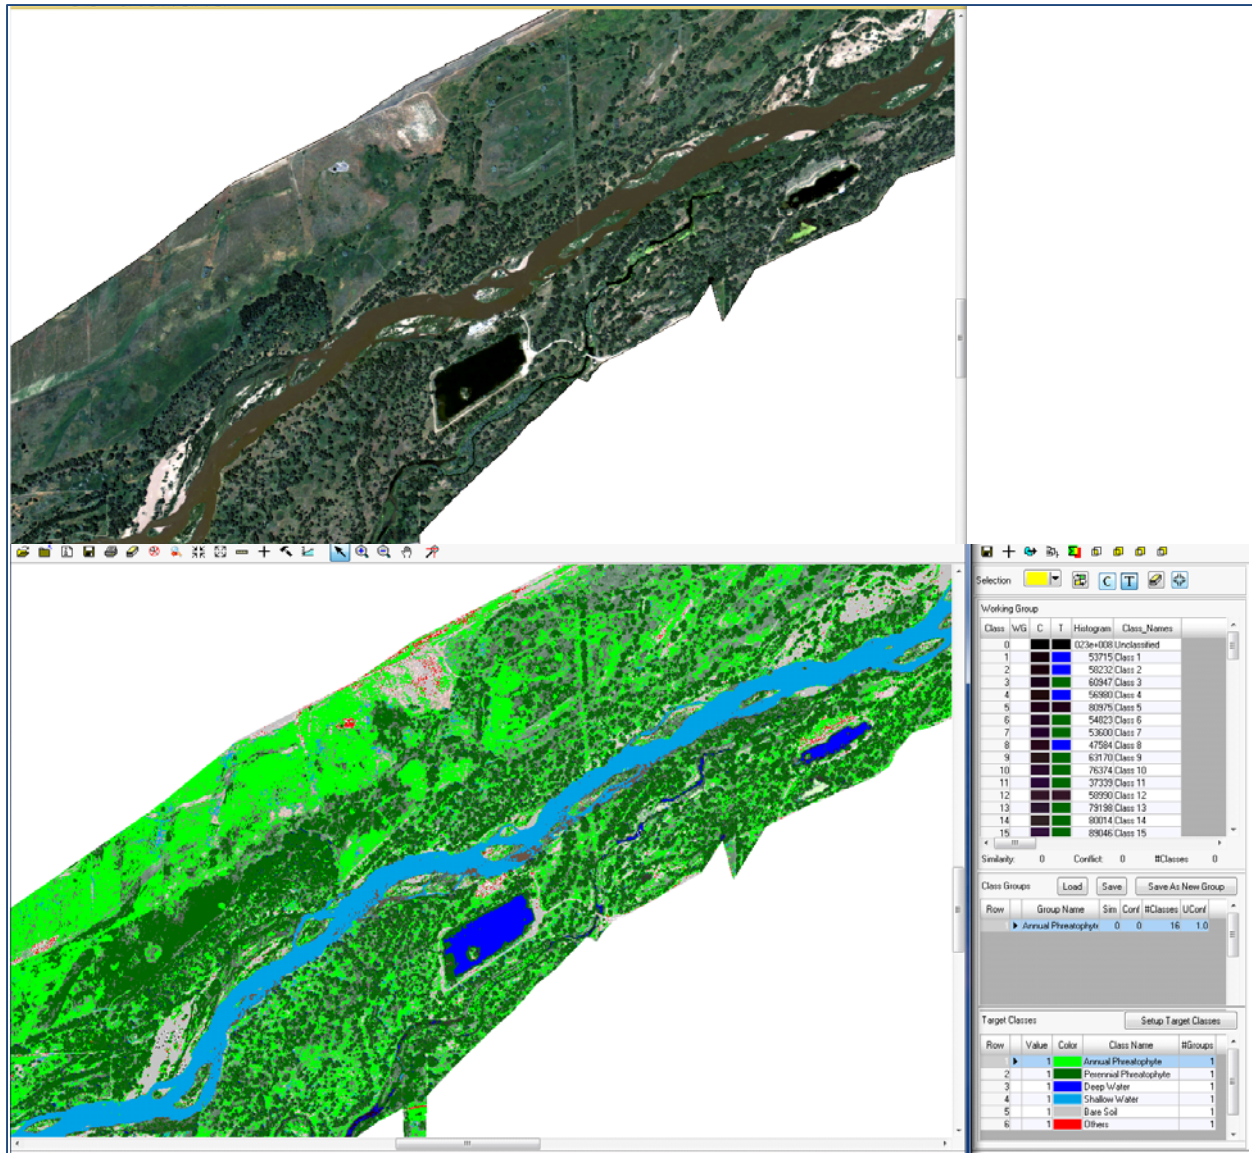 Selection
C T
Working Group
Class WG C T Histogram Class_Names
0 023e+008 Unclassified
1 53715 Class 1
2 58232 Class 2
3 60947 Class 3
4 56980 Class 4
5 80975 Class 5
6 54823 Class 6
7 53600 Class 7
8 47584 Class 8
9 63170 Class 9
10 76374 Class 10
11 37339 Class 11
12 58990 Class 12
13 79198 Class 13
14 80014 Class 14
15 89046 Class 15
Similarity: 0 Conflict: 0 #Classes 0
Class Groups Load Save Save As New Group
Row Group Name Sim Conf #Classes UConf
1 Annual Phreatophyte 0 0 16 1.0
Target Classes Setup Target Classes
Row Value Color Class Name #Groups
1 1 Annual Phreatophyte 1
2 1 Perennial Phreatophyte 1
3 1 Deep Water 1
4 1 Shallow Water 1
5 1 Bare Soil 1
6 1 Others 1